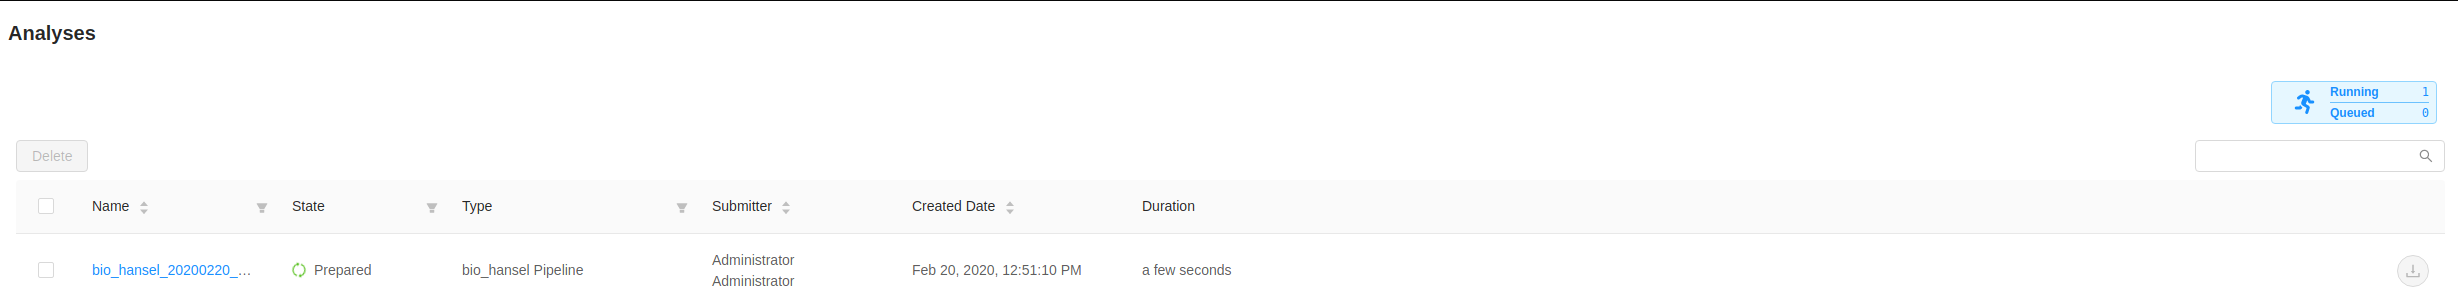 Analyses
Running 1
Queued 0
Delete
Name State Type Submitter Created Date Duration
bio_hansel_20200220_... Prepared bio_hansel Pipeline Administrator Administrator Feb 20, 2020, 12:51:10 PM a few seconds